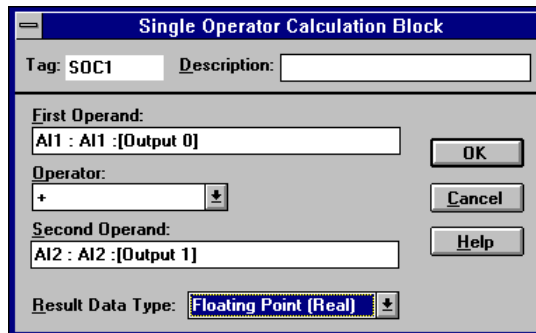 Single Operator Calculation Block
Tag: SOC1 Description:
First Operand:
AI1 : AI1 :[Output 0]
OK
Operator:
+
Cancel
Second Operand:
AI2 : AI2 :[Output 1]
Help
Result Data Type: Floating Point (Real)